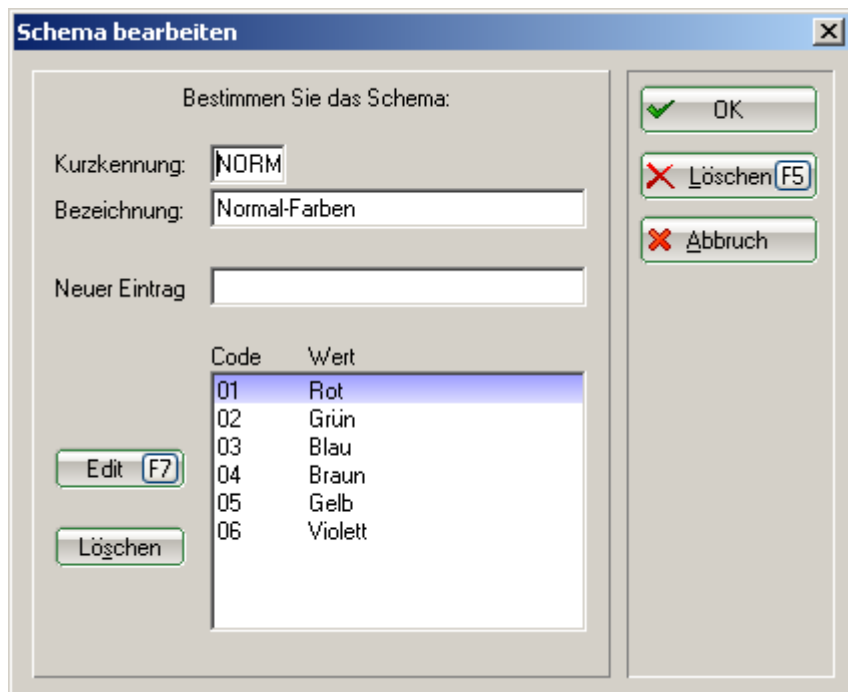 Schema bearbeiten
Bestimmen Sie das Schema:
Kurzkennung: NORM
Bezeichnung: Normal-Farben
Neuer Eintrag
Code Wert
01 Rot
02 Grün
03 Blau
04 Braun
05 Gelb
06 Violett
Edit F7
Löschen
OK
Löschen F5
Abbruch